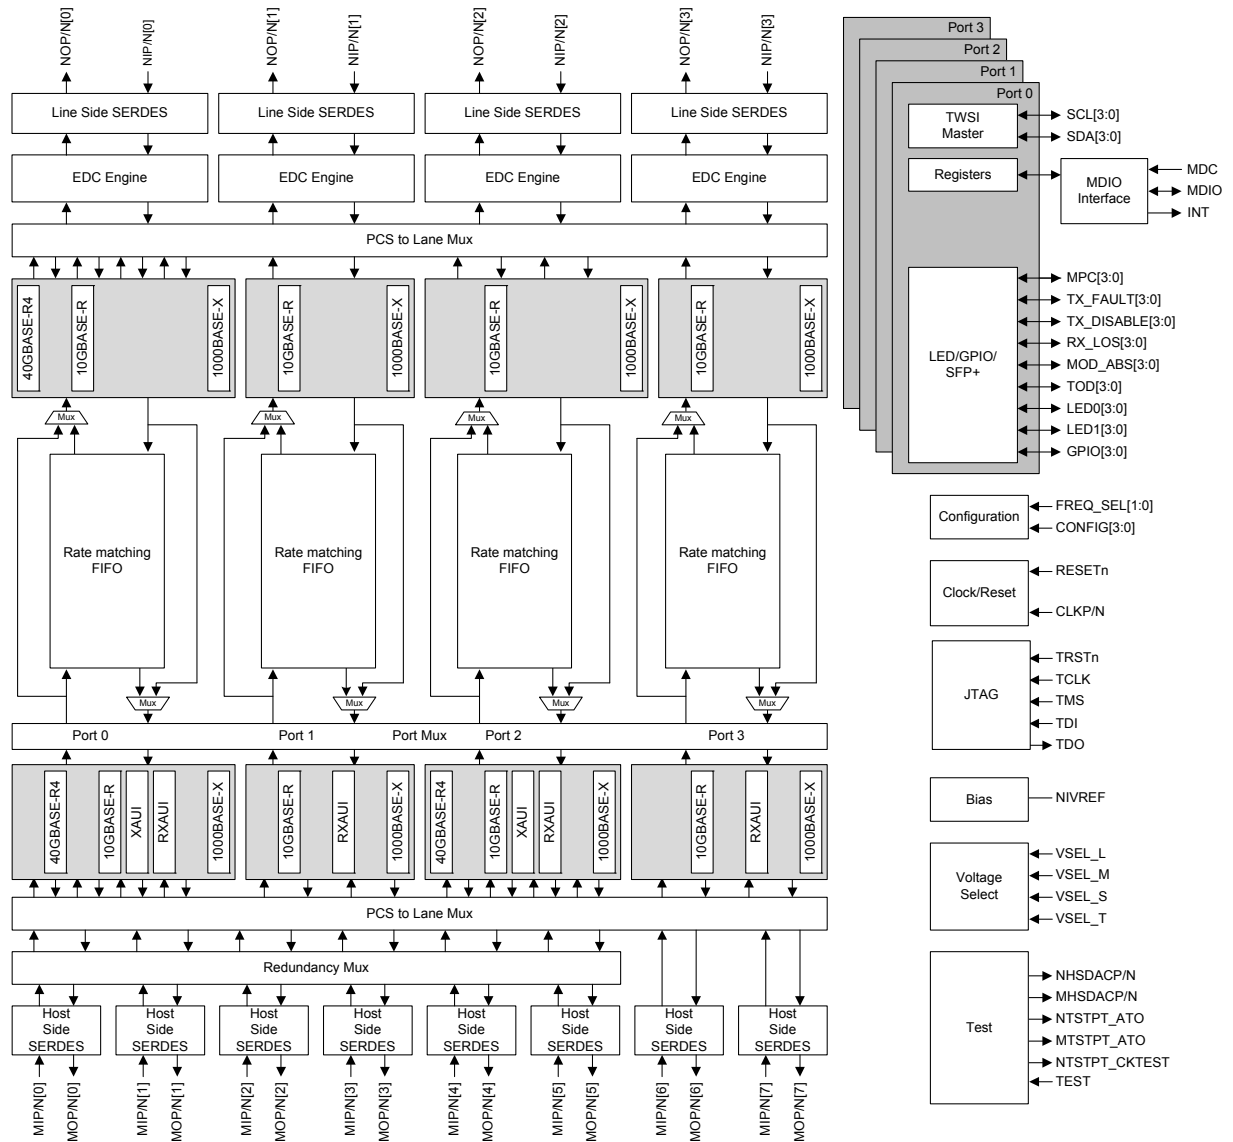 NOP/N[0]
NIP/N[0]
NOP/N[1]
NIP/N[1]
NOP/N[2]
NIP/N[2]
NOP/N[3]
NIP/N[3]
Line Side SERDES
Line Side SERDES
Line Side SERDES
Line Side SERDES
EDC Engine
EDC Engine
EDC Engine
EDC Engine
PCS to Lane Mux
40GBASE-R4
10GBASE-R
1000BASE-X
10GBASE-R
1000BASE-X
10GBASE-R
1000BASE-X
10GBASE-R
1000BASE-X
Mux
Mux
Mux
Mux
Rate matching
FIFO
Rate matching
FIFO
Rate matching
FIFO
Rate matching
FIFO
Mux
Mux
Mux
Mux
Port 0
Port 1
Port Mux
Port 2
Port 3
40GBASE-R4
10GBASE-R
XAUI
RXAUI
1000BASE-X
10GBASE-R
RXAUI
1000BASE-X
40GBASE-R4
10GBASE-R
XAUI
RXAUI
1000BASE-X
10GBASE-R
RXAUI
1000BASE-X
PCS to Lane Mux
Redundancy Mux
Host
Side
SERDES
Host
Side
SERDES
Host
Side
SERDES
Host
Side
SERDES
Host
Side
SERDES
Host
Side
SERDES
Host
Side
SERDES
Host
Side
SERDES
MIP/N[0]
MOP/N[0]
MIP/N[1]
MOP/N[1]
MIP/N[2]
MOP/N[2]
MIP/N[3]
MOP/N[3]
MIP/N[4]
MOP/N[4]
MIP/N[5]
MOP/N[5]
MIP/N[6]
MOP/N[6]
MIP/N[7]
MOP/N[7]
Port 3
Port 2
Port 1
Port 0
TWSI
Master
SCL[3:0]
SDA[3:0]
Registers
MDIO
Interface
MDC
MDIO
INT
LED/GPIO/
SFP+
MPC[3:0]
TX_FAULT[3:0]
TX_DISABLE[3:0]
RX_LOS[3:0]
MOD_ABS[3:0]
TOD[3:0]
LED0[3:0]
LED1[3:0]
GPIO[3:0]
Configuration
FREQ_SEL[1:0]
CONFIG[3:0]
Clock/Reset
RESETn
CLKP/N
JTAG
TRSTn
TCLK
TMS
TDI
TDO
Bias
NIVREF
Voltage
Select
VSEL_L
VSEL_M
VSEL_S
VSEL_T
Test
NHSDACP/N
MHSDACP/N
NTSTPT_ATO
MTSTPT_ATO
NTSTPT_CKTEST
TEST